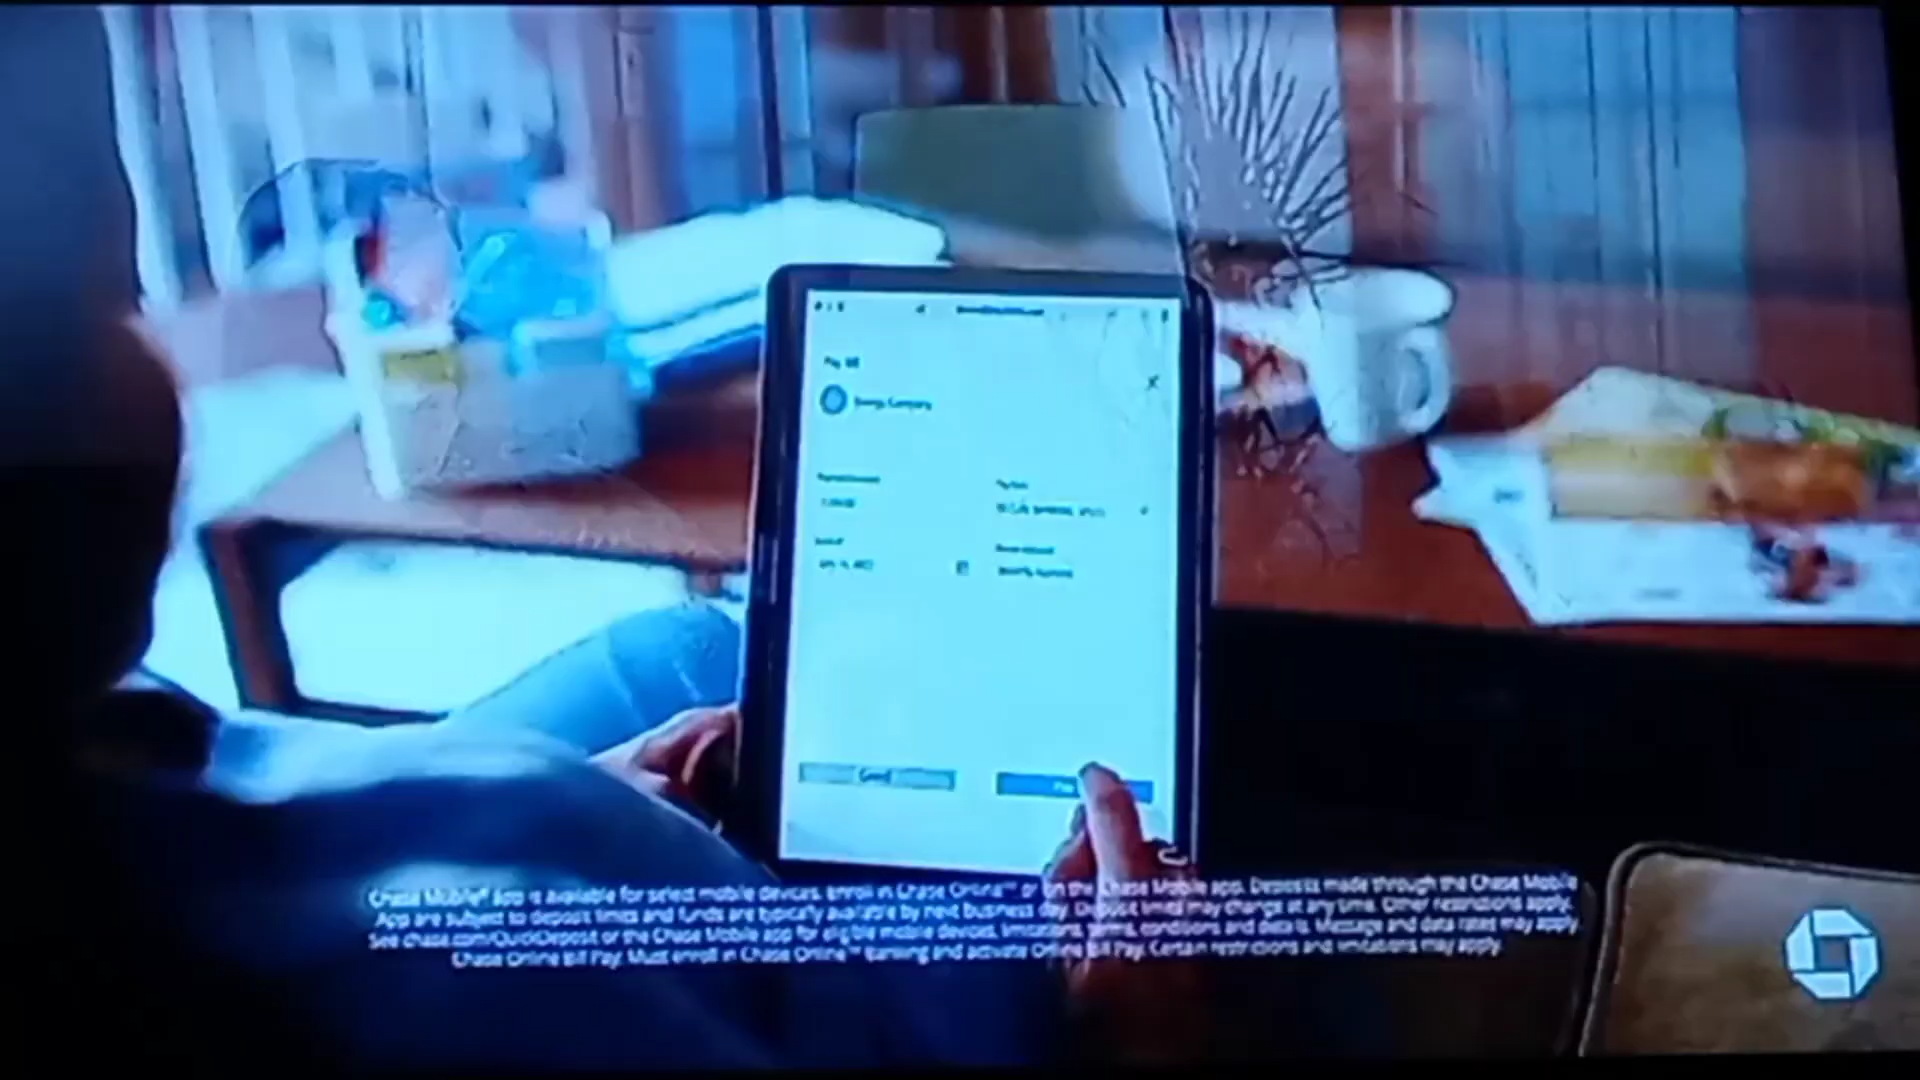 Pay Bill
Energy Company
Cancel
Pay
Chase Mobile® app is available for select mobile devices. Enroll in Chase Online℠ or on the Chase Mobile app. Deposits made through the Chase Mobile
App are subject to deposit limits and funds are typically available by next business day. Deposit limits may change at any time. Other restrictions apply.
See chase.com/QuickDeposit or the Chase Mobile app for eligible mobile devices, limitations, terms, conditions and details. Message and data rates may apply.
Chase Online Bill Pay: Must enroll in Chase Online℠ Banking and activate Online Bill Pay. Certain restrictions and limitations may apply.